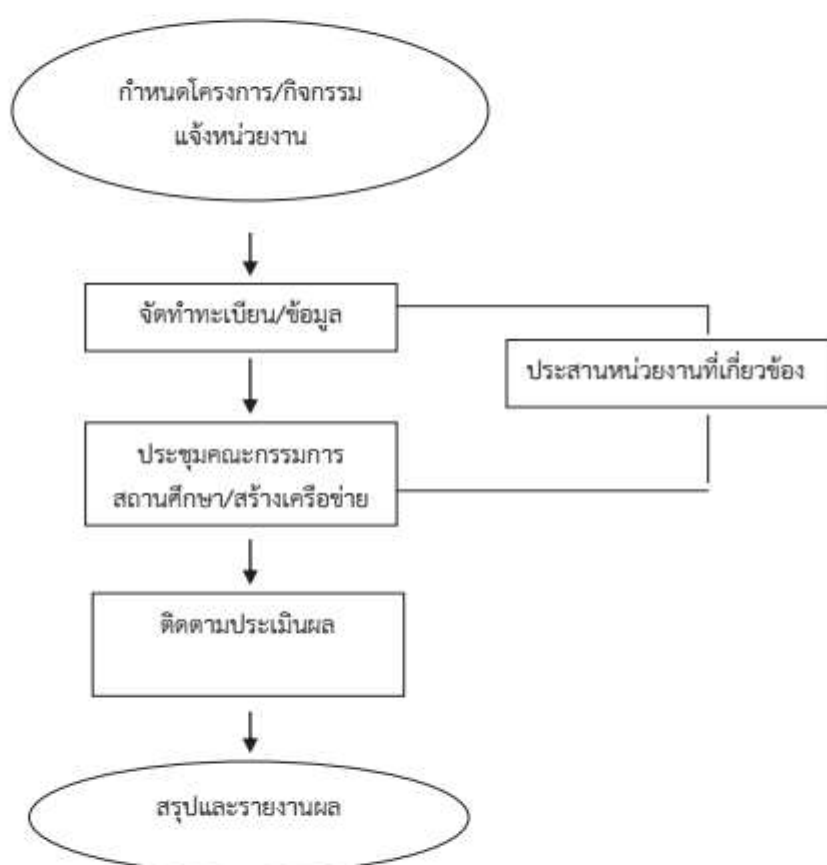 กำหนดโครงการ/กิจกรรม
แจ้งหน่วยงาน
จัดทำทะเบียน/ข้อมูล
ประสานหน่วยงานที่เกี่ยวข้อง
ประชุมคณะกรรมการ
สถานศึกษา/สร้างเครือข่าย
ติดตามประเมินผล
สรุปและรายงานผล